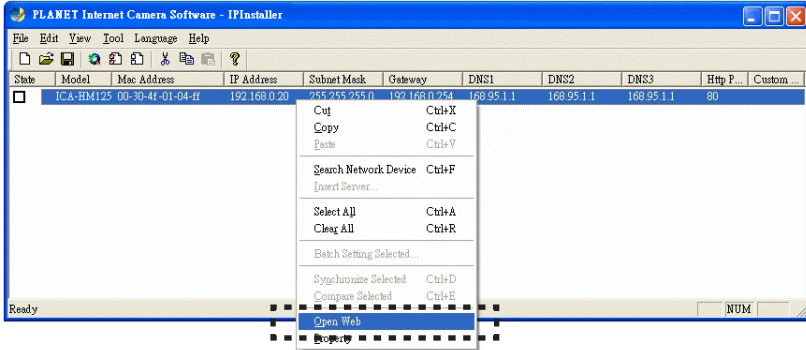 PLANET Internet Camera Software - IPInstaller
File Edit View Tool Language Help
State Model Mac Address IP Address Subnet Mask Gateway DNS1 DNS2 DNS3 Http P... Custom ...
ICA-HM125 00-30-4f-01-04-ff 192.168.0.20 255.255.255.0 192.168.0.254 168.95.1.1 168.95.1.1 168.95.1.1 80
Cut Ctrl+X
Copy Ctrl+C
Paste Ctrl+V
Search Network Device Ctrl+F
Insert Server...
Select All Ctrl+A
Clear All Ctrl+R
Batch Setting Selected...
Synchronize Selected Ctrl+D
Compare Selected Ctrl+E
Ready NUM
Open Web
Property